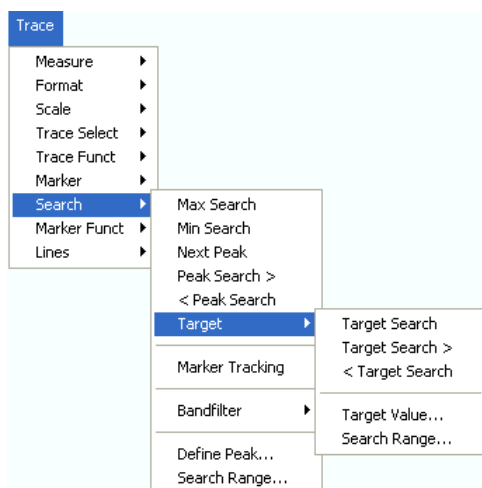 Trace
Measure
Format
Scale
Trace Select
Trace Funct
Marker
Search
Marker Funct
Lines
Max Search
Min Search
Next Peak
Peak Search >
< Peak Search
Target
Marker Tracking
Bandfilter
Define Peak...
Search Range...
Target Search
Target Search >
< Target Search
Target Value...
Search Range...